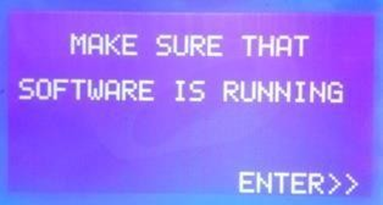 MAKE SURE THAT
SOFTWARE IS RUNNING
ENTER>>